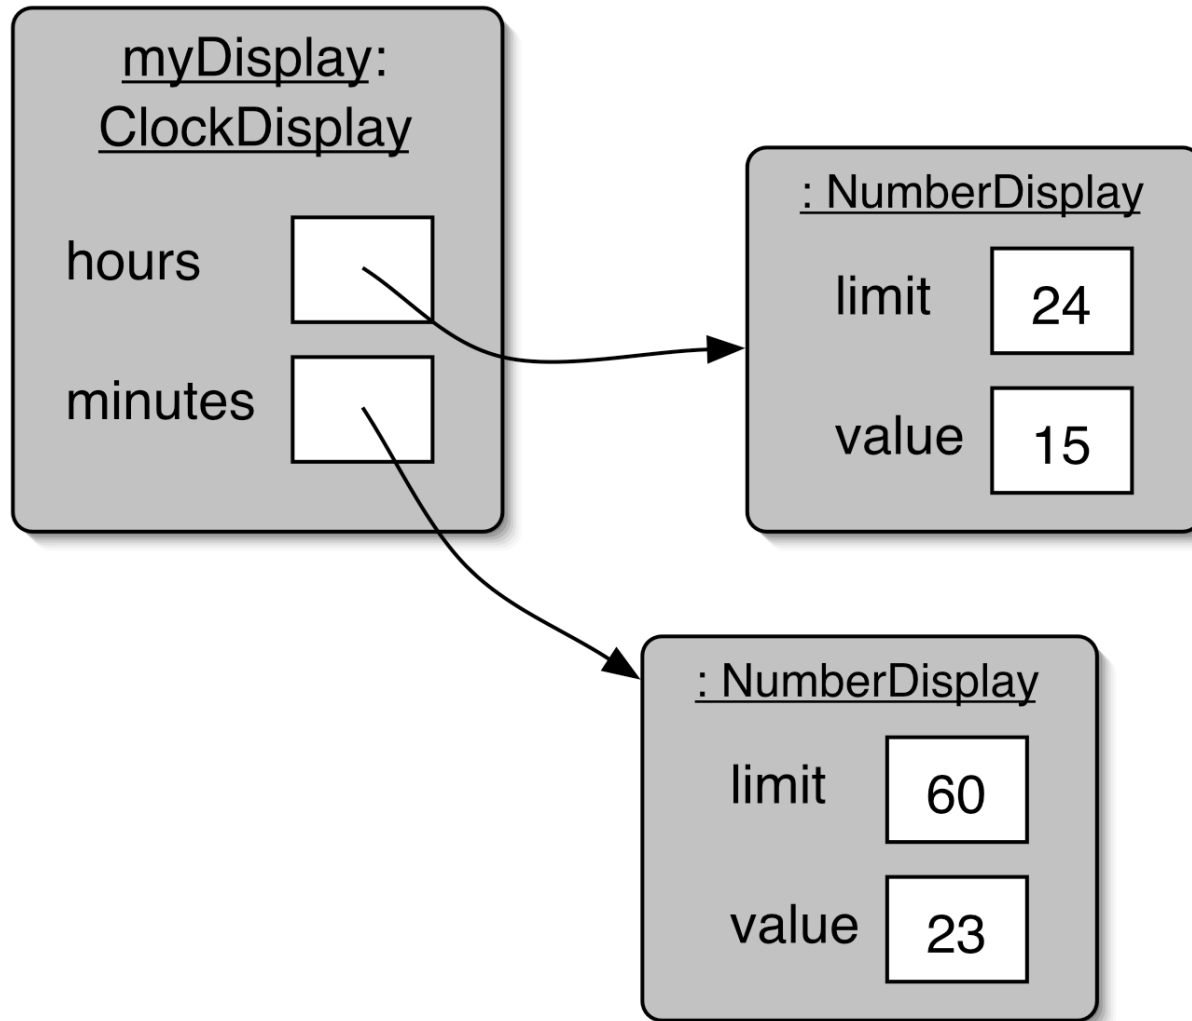 myDisplay:
ClockDisplay
hours
minutes
: NumberDisplay
limit 24
value 15
: NumberDisplay
limit 60
value 23